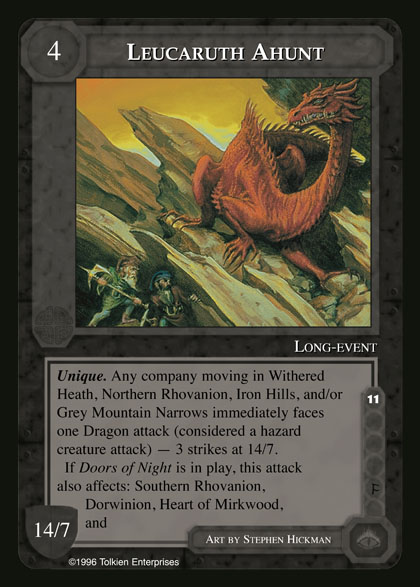 4
LEUCARUTH AHUNT
LONG-EVENT
Unique. Any company moving in Withered
Heath, Northern Rhovanion, Iron Hills, and/or
Grey Mountain Narrows immediately faces
one Dragon attack (considered a hazard
creature attack) — 3 strikes at 14/7.
If Doors of Night is in play, this attack
also affects: Southern Rhovanion,
Dorwinion, Heart of Mirkwood,
and
11
14/7
ART BY STEPHEN HICKMAN
©1996 Tolkien Enterprises